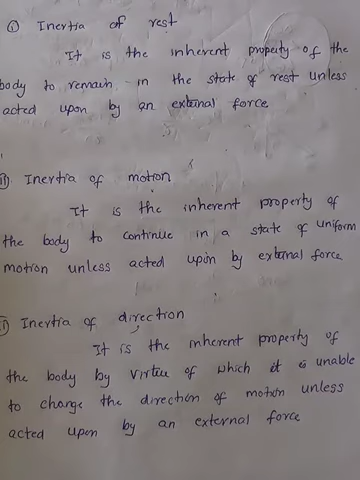 i) Inertia of rest
It is the inherent property of the
body to remain in the state of rest unless
acted upon by an external force
ii) Inertia of motion
It is the inherent property of
the body to continue in a state of uniform
motion unless acted upon by external force
Inertia of direction
It is the inherent property of
the body by virtue of which it is unable
to change the direction of motion unless
acted upon by an external force